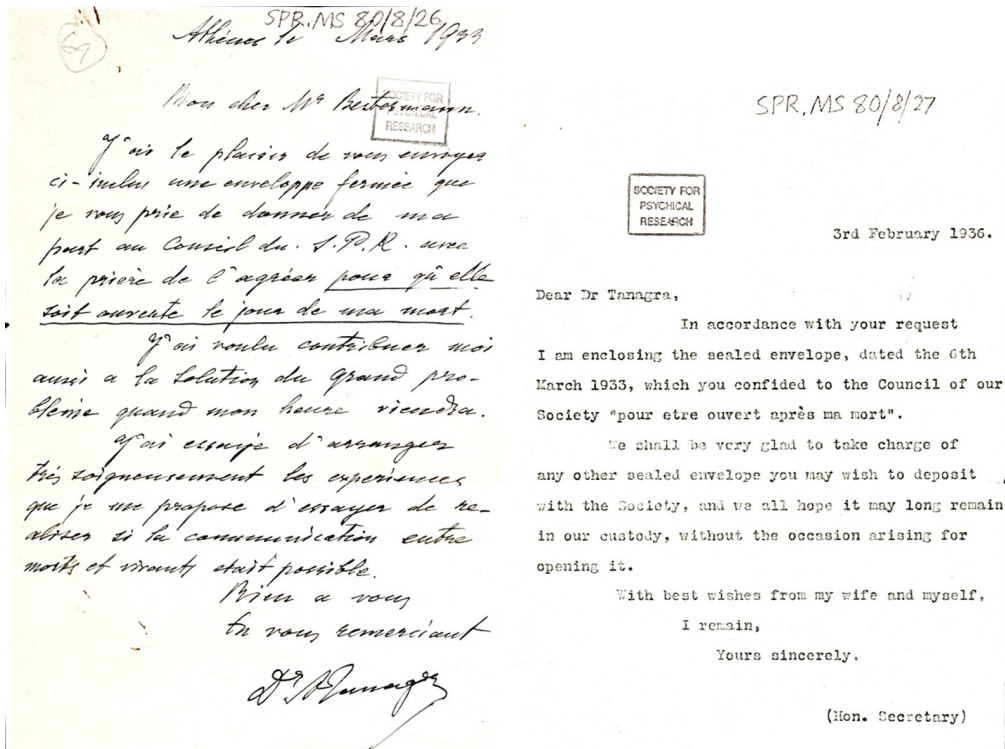 69
SPR.MS 80/8/26
Athènes le Mars 1933
SOCIETY FOR
PSYCHICAL
RESEARCH
Mon cher Mr Bestermann.
J'ais le plaisir de vous envoyer
ci-inclus une enveloppe fermée que
je vous prie de donner de ma
part au Conseil du. S.P.R. avec
la prière de l'agréer pour qu'elle
soit ouverte le jour de ma mort.
J'ai voulu contribuer moi
aussi a la solution du grand pro-
blème quand mon heure viendra.
J'ai essayé d'arranger
très soigneusement les experiences
que je me propose d'essayer de re-
aliser si la communication entre
morts et vivants etait possible.
Bien a vous
En vous remerciant
Dr A Tanagra
SPR.MS 80/8/27
SOCIETY FOR
PSYCHICAL
RESEARCH
3rd February 1936.
Dear Dr Tanagra,
In accordance with your request
I am enclosing the sealed envelope, dated the 6th
March 1933, which you confided to the Council of our
Society "pour etre ouvert après ma mort".
We shall be very glad to take charge of
any other sealed envelope you may wish to deposit
with the Society, and we all hope it may long remain
in our custody, without the occasion arising for
opening it.
With best wishes from my wife and myself,
I remain,
Yours sincerely,
(Hon. Secretary)